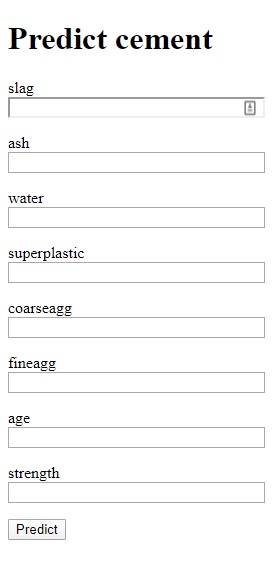 Predict cement
slag
ash
water
superplastic
coarseagg
fineagg
age
strength
Predict